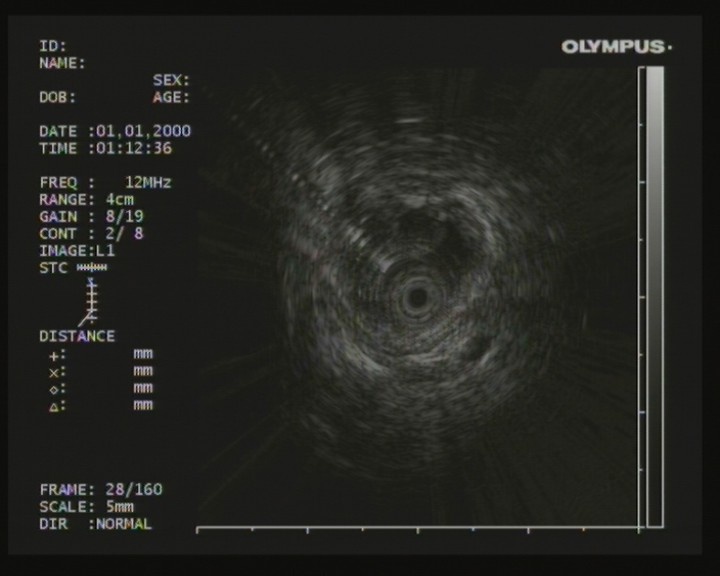 ID:
OLYMPUS
NAME:
SEX:
DOB: AGE:
DATE :01,01,2000
TIME :01:12:36
FREQ : 12MHz
RANGE: 4cm
GAIN : 8/19
CONT : 2/ 8
IMAGE:L1
STC
DISTANCE
+: mm
×: mm
◇: mm
△: mm
FRAME: 28/160
SCALE: 5mm
DIR :NORMAL